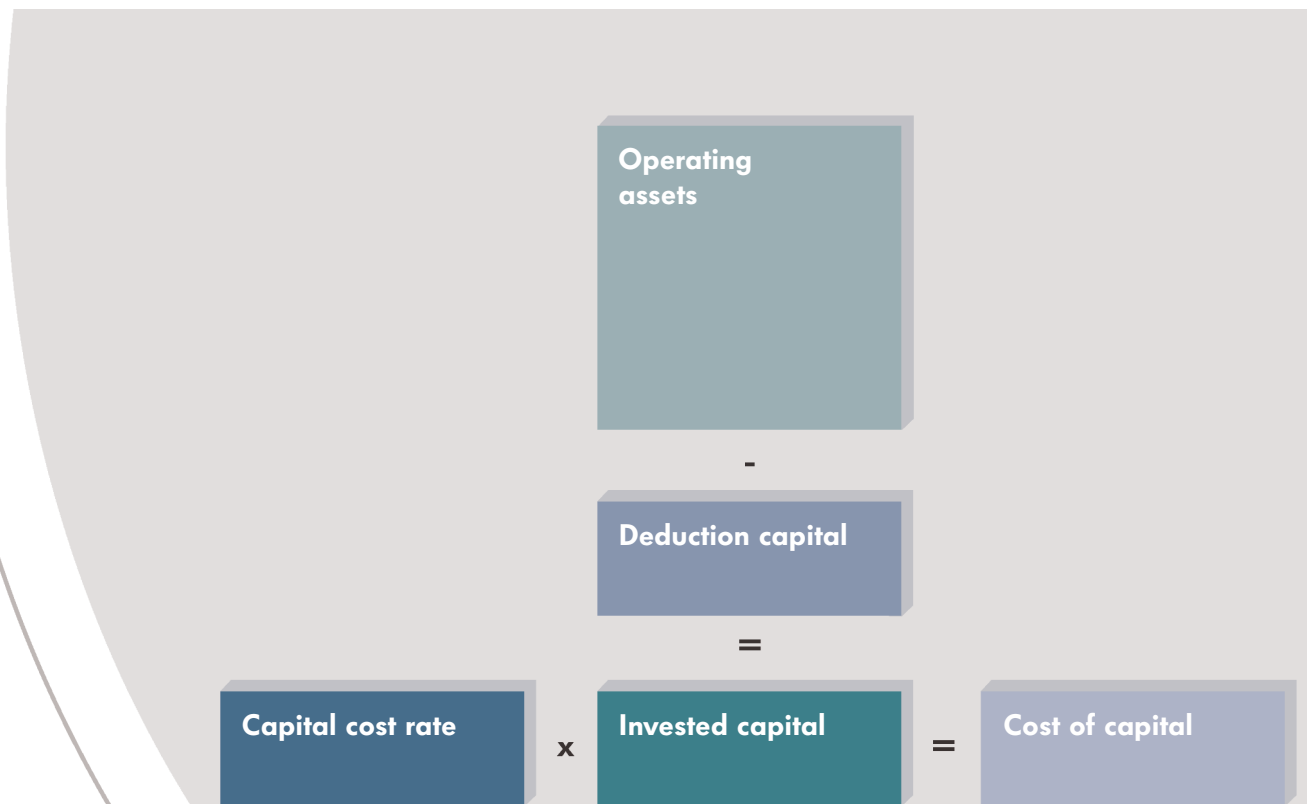 Operating
assets
-
Deduction capital
=
Capital cost rate
x
Invested capital
=
Cost of capital